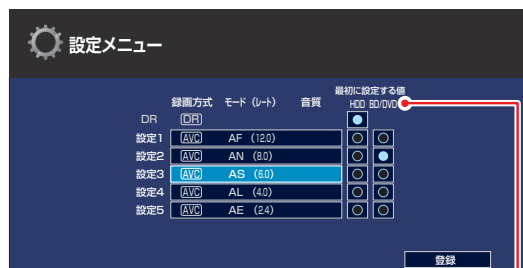 設定メニュー
最初に設定する値
録画方式 モード (レート) 音質 HDD BD/DVD
DR DR
設定1 AVC AF (12.0)
設定2 AVC AN (8.0)
設定3 AVC AS (6.0)
設定4 AVC AL (4.0)
設定5 AVC AE (2.4)
登録